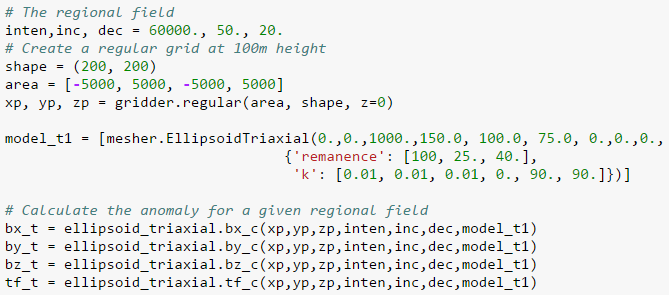 # The regional field
inten,inc, dec = 60000., 50., 20.
# Create a regular grid at 100m height
shape = (200, 200)
area = [-5000, 5000, -5000, 5000]
xp, yp, zp = gridder.regular(area, shape, z=0)
model_t1 = [mesher.EllipsoidTriaxial(0.,0.,1000.,150.0, 100.0, 75.0, 0.,0.,0.,
{'remanence': [100, 25., 40.],
'k': [0.01, 0.01, 0.01, 0., 90., 90.]})]
# Calculate the anomaly for a given regional field
bx_t = ellipsoid_triaxial.bx_c(xp,yp,zp,inten,inc,dec,model_t1)
by_t = ellipsoid_triaxial.by_c(xp,yp,zp,inten,inc,dec,model_t1)
bz_t = ellipsoid_triaxial.bz_c(xp,yp,zp,inten,inc,dec,model_t1)
tf_t = ellipsoid_triaxial.tf_c(xp,yp,zp,inten,inc,dec,model_t1)